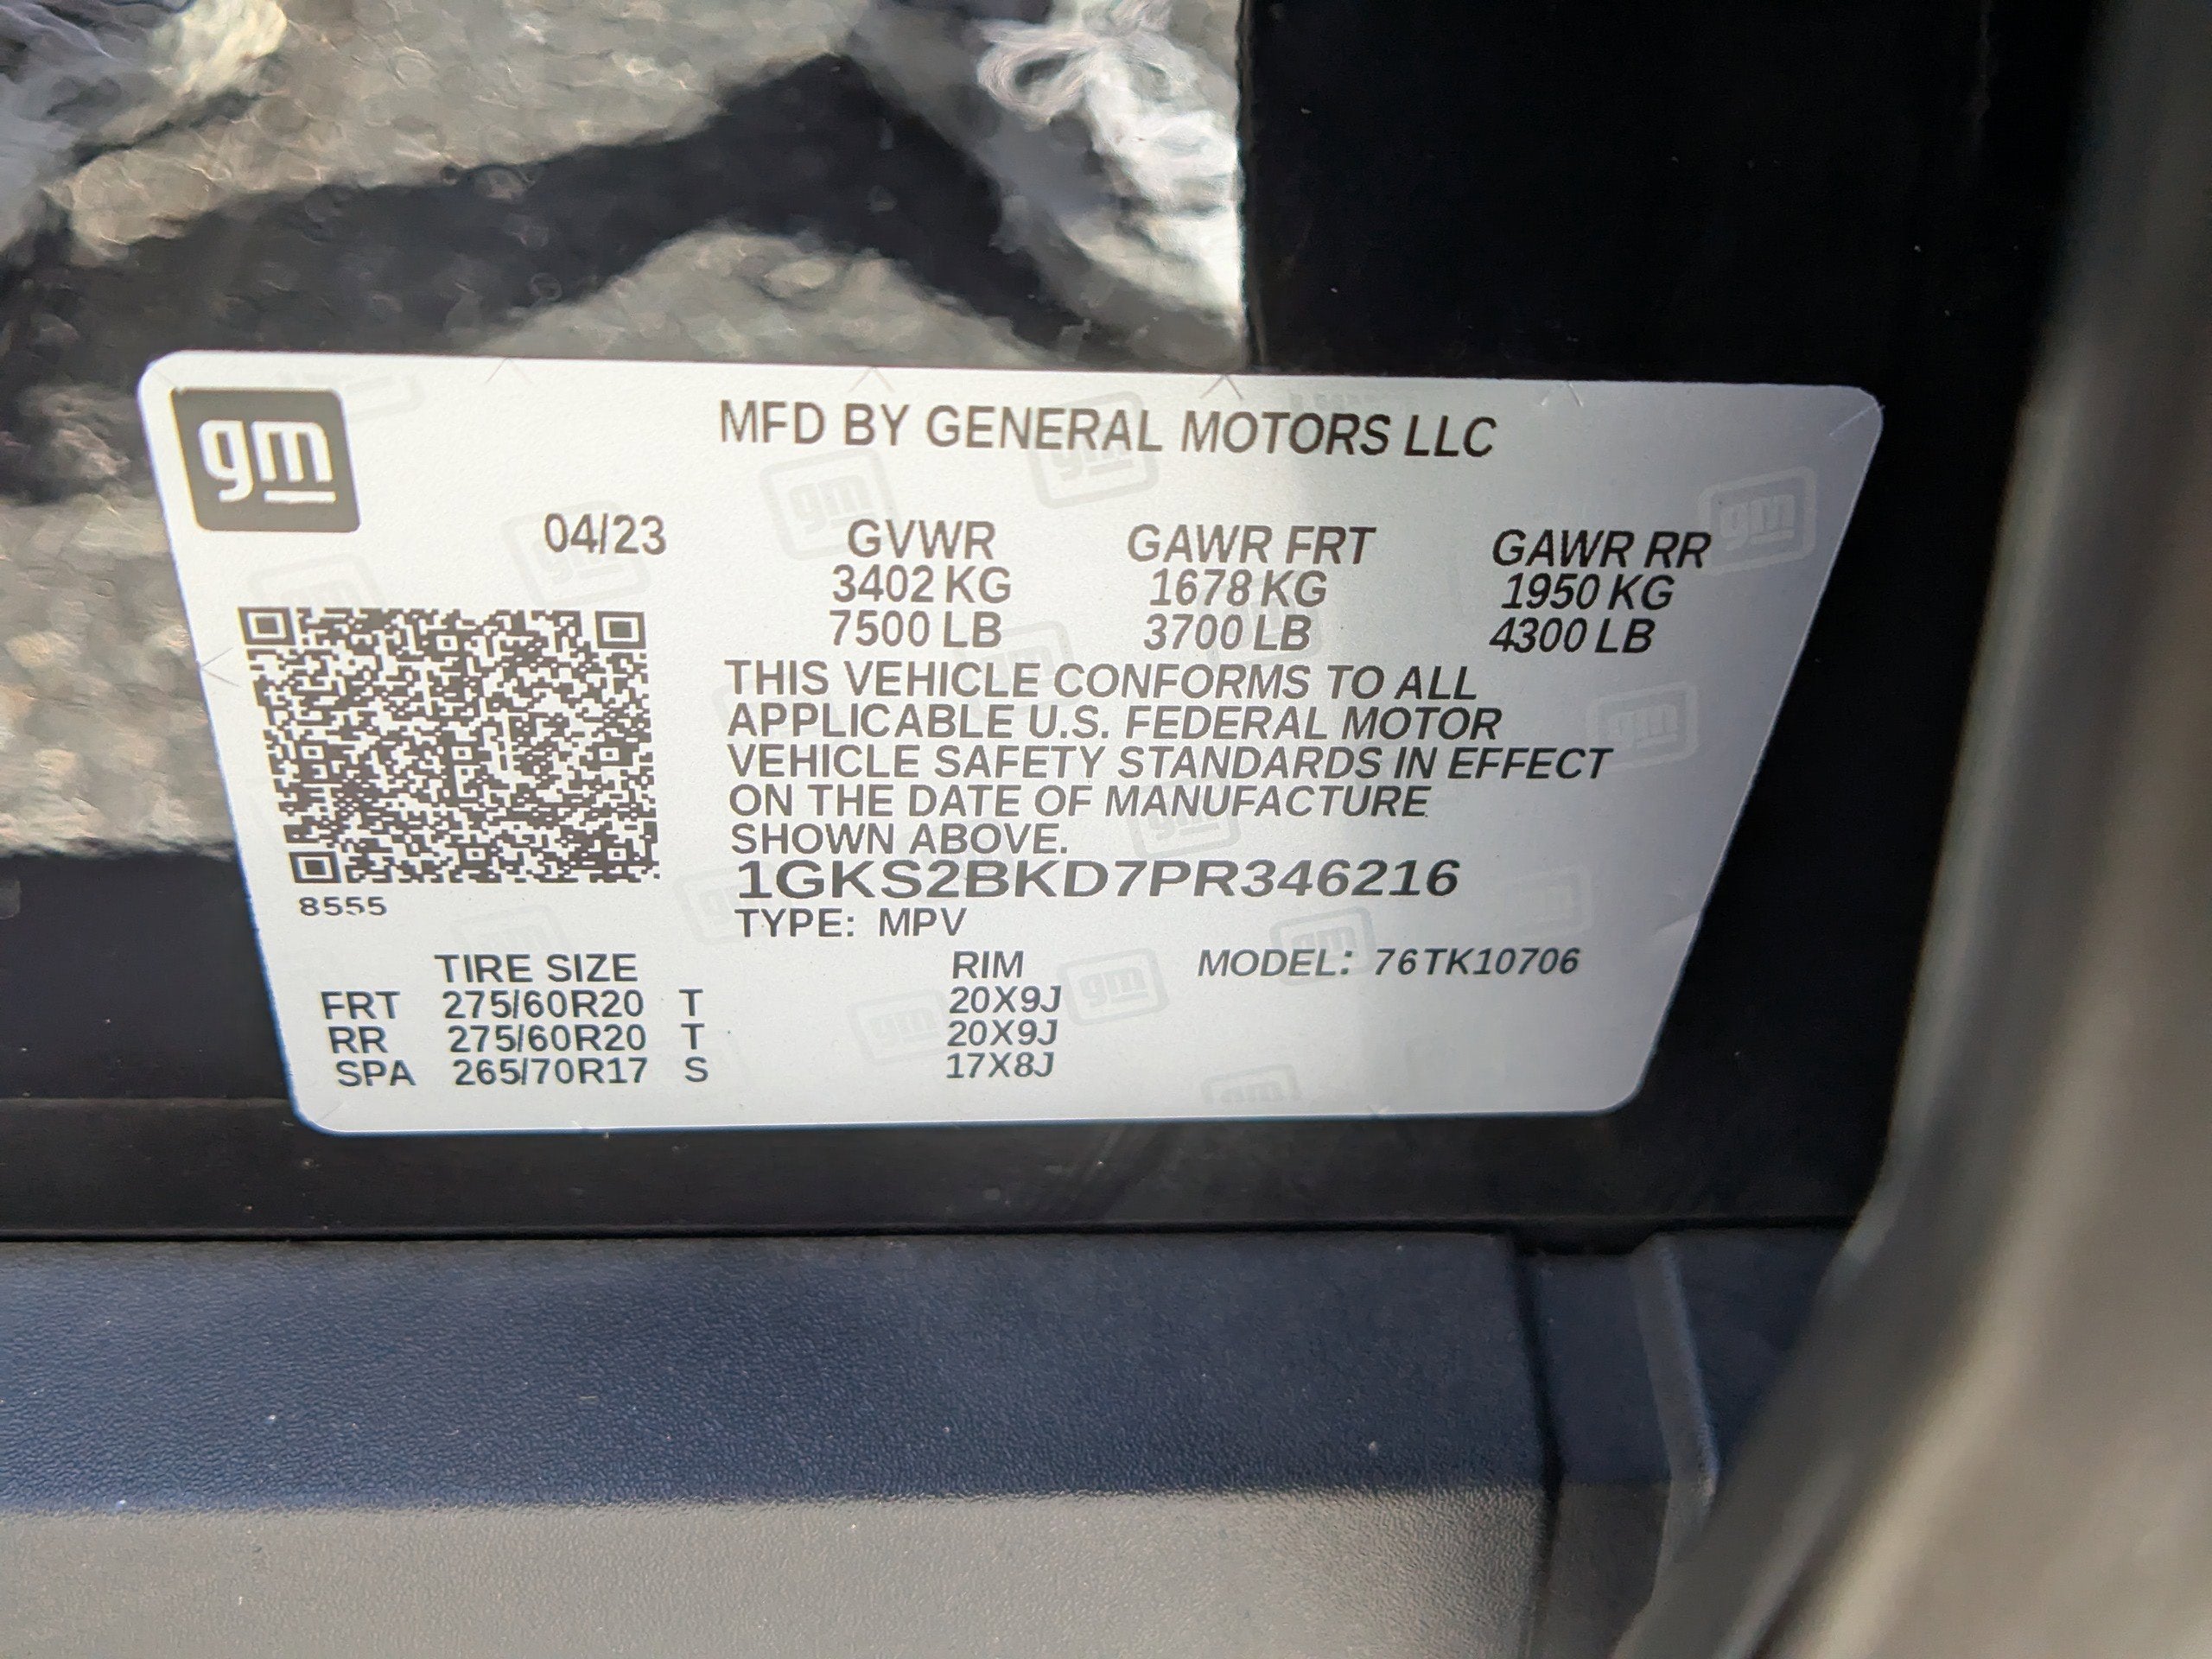 gm
MFD BY GENERAL MOTORS LLC
04/23 GVWR GAWR FRT GAWR RR
3402 KG 1678 KG 1950 KG
7500 LB 3700 LB 4300 LB
THIS VEHICLE CONFORMS TO ALL
APPLICABLE U.S. FEDERAL MOTOR
VEHICLE SAFETY STANDARDS IN EFFECT
ON THE DATE OF MANUFACTURE
SHOWN ABOVE.
1GKS2BKD7PR346216
8555
TYPE: MPV
TIRE SIZE RIM MODEL: 76TK10706
FRT 275/60R20 T 20X9J
RR 275/60R20 T 20X9J
SPA 265/70R17 S 17X8J